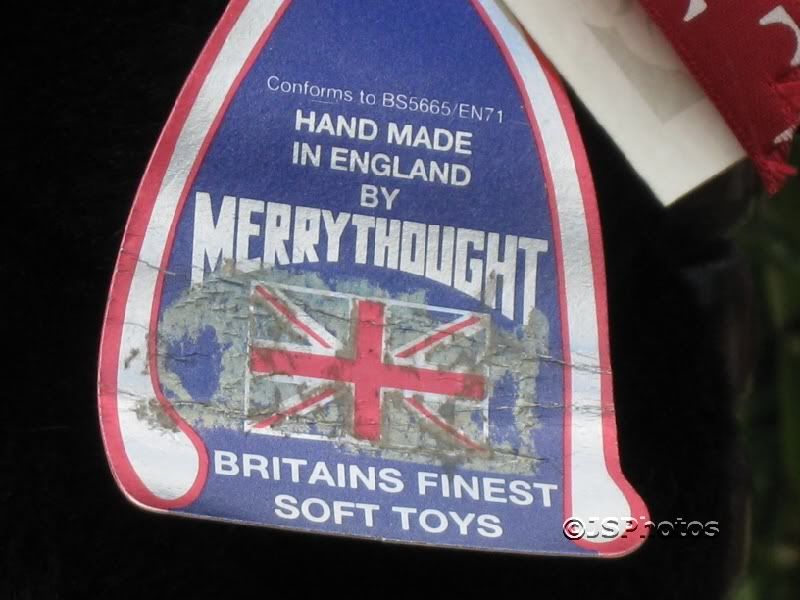 Conforms to BS5665/EN71
HAND MADE
IN ENGLAND
BY
MERRYTHOUGHT
BRITAINS FINEST
SOFT TOYS
©JSPhotos